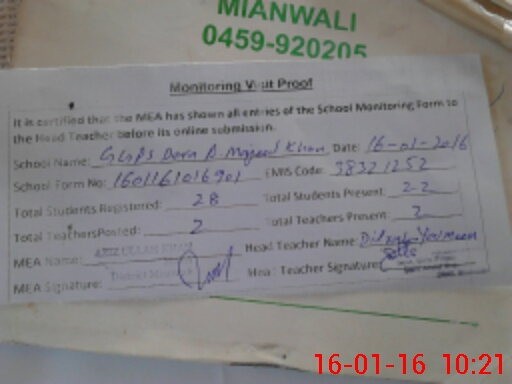 MIANWALI
0459-920205
Monitoring Visit Proof
It is certified that the MEA has shown all entries of the School Monitoring Form to
the Head Teacher before its online submission.
School Name: GGPS Dera A. Majeed Khan Date: 16-01-2016
School Form No: 1601161016901 EMIS Code: 38321252
Total Students Registered: 28 Total Students Present: 22
Total Teachers Posted: 2 Total Teachers Present: 2
MEA Name: Head Teacher Name:
MEA Signature: Head Teacher Signature:
16-01-16 10:21